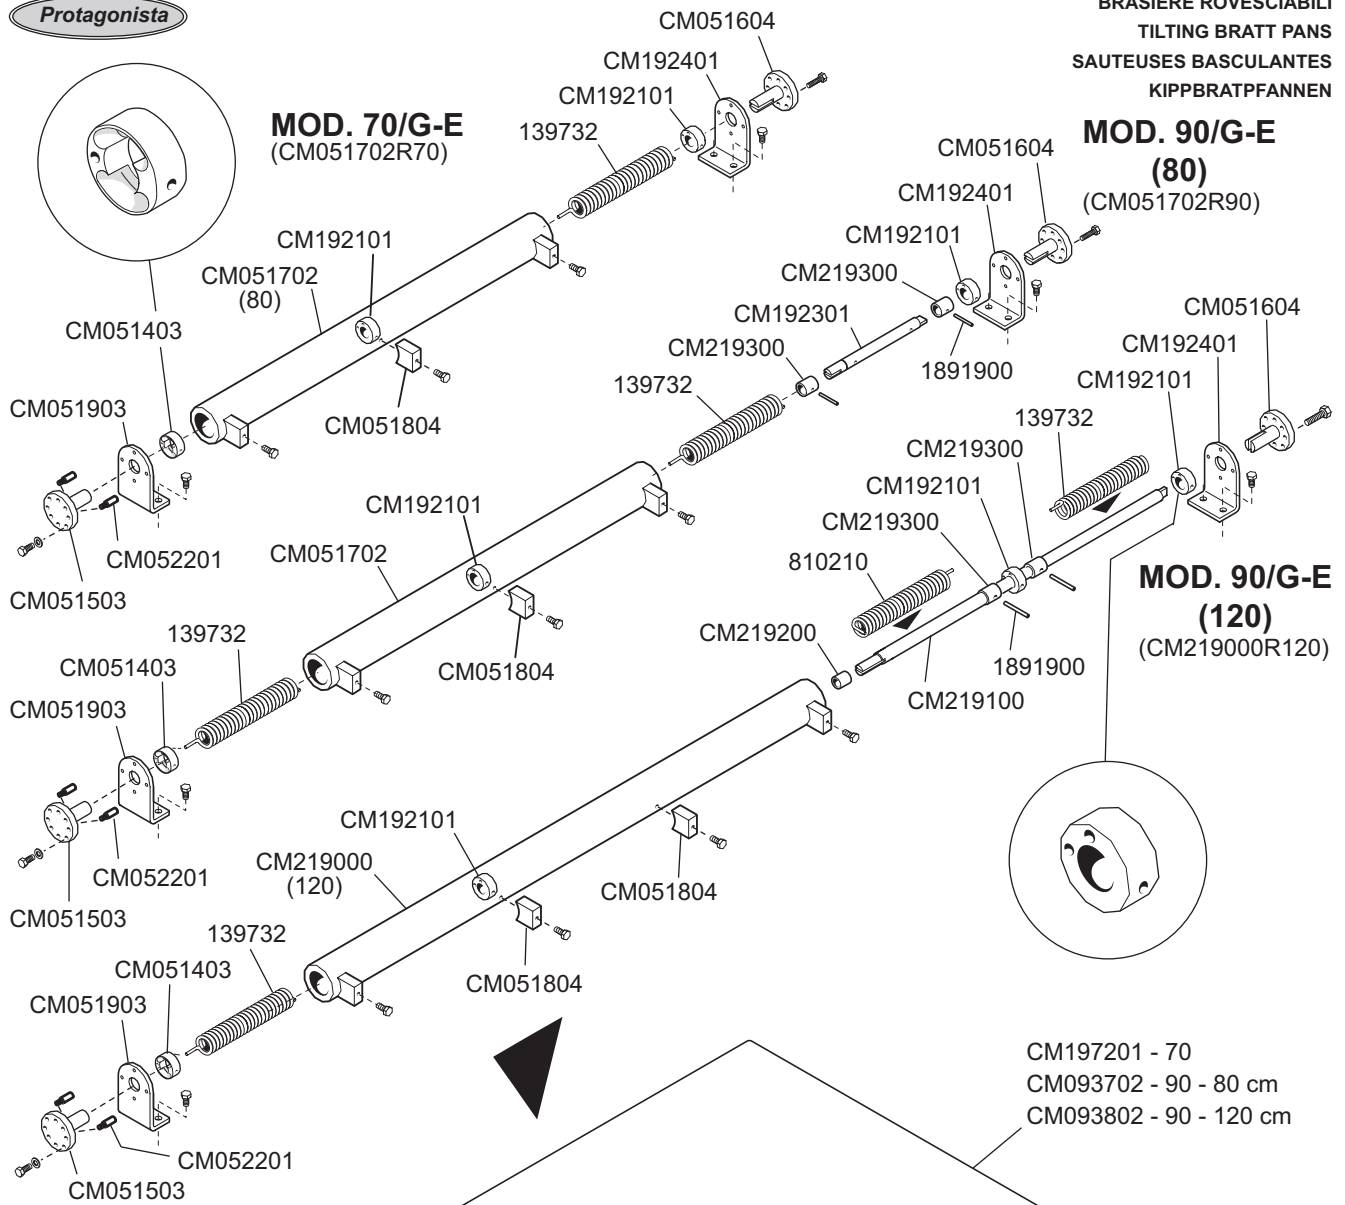 Protagonista
BRASIERE ROVESCIABILI
TILTING BRATT PANS
SAUTEUSES BASCULANTES
KIPPBRATPFANNEN
MOD. 70/G-E
(CM051702R70)
CM051604
CM192401
CM192101
139732
CM192101
CM051702
(80)
CM051403
CM051903
CM051804
CM052201
CM051503
MOD. 90/G-E
(80)
(CM051702R90)
CM051604
CM192401
CM192101
CM219300
CM192301
CM219300
1891900
139732
CM192101
CM051702
CM051804
139732
CM051403
CM051903
CM052201
CM051503
CM051604
CM192401
CM192101
139732
CM219300
CM192101
CM219300
810210
MOD. 90/G-E
(120)
(CM219000R120)
CM219200
1891900
CM219100
CM192101
CM219000
(120)
CM051804
CM051804
139732
CM051403
CM051903
CM052201
CM051503
CM197201 - 70
CM093702 - 90 - 80 cm
CM093802 - 90 - 120 cm